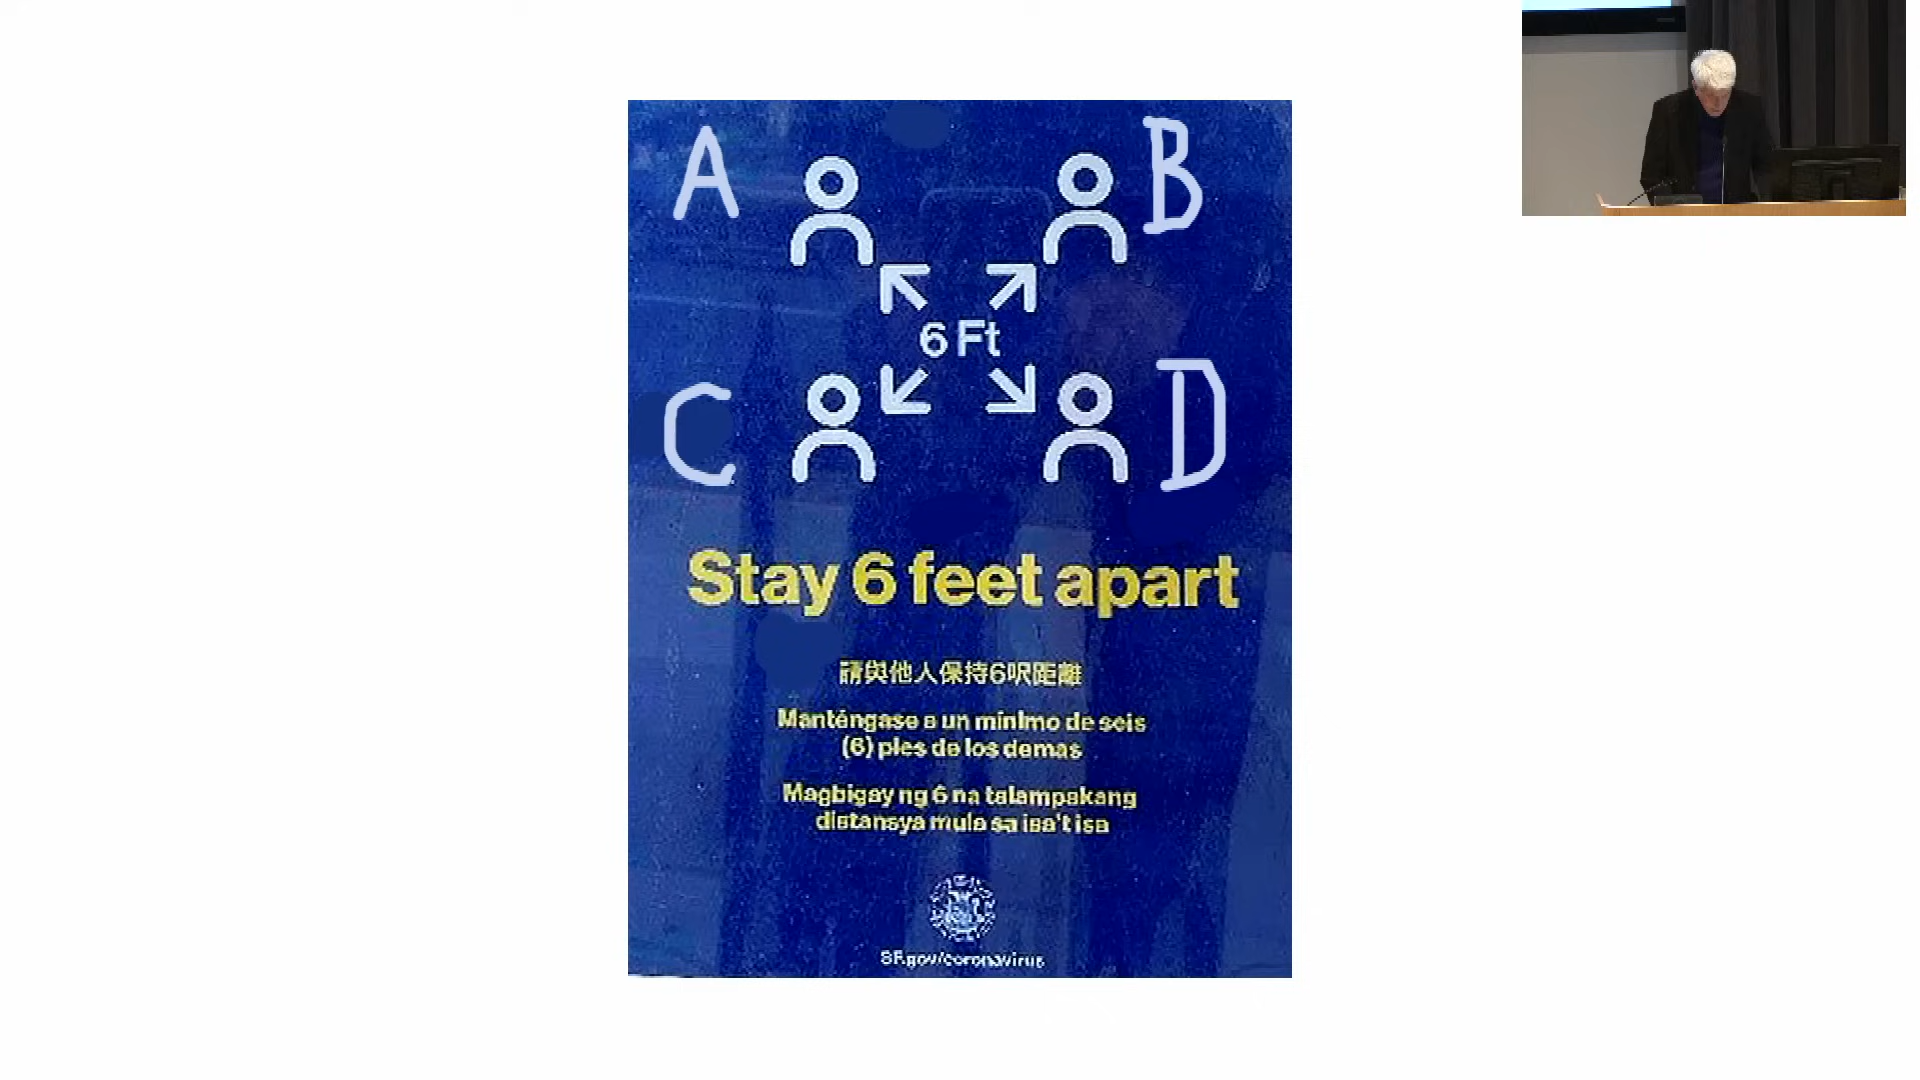 A
B
6 Ft
C
D
Stay 6 feet apart
請與他人保持6呎距離
Manténgase a un mínimo de seis
(6) pies de los demas
Magbigay ng 6 na talampakang
distansya mula sa isa't isa
SF.gov/coronavirus